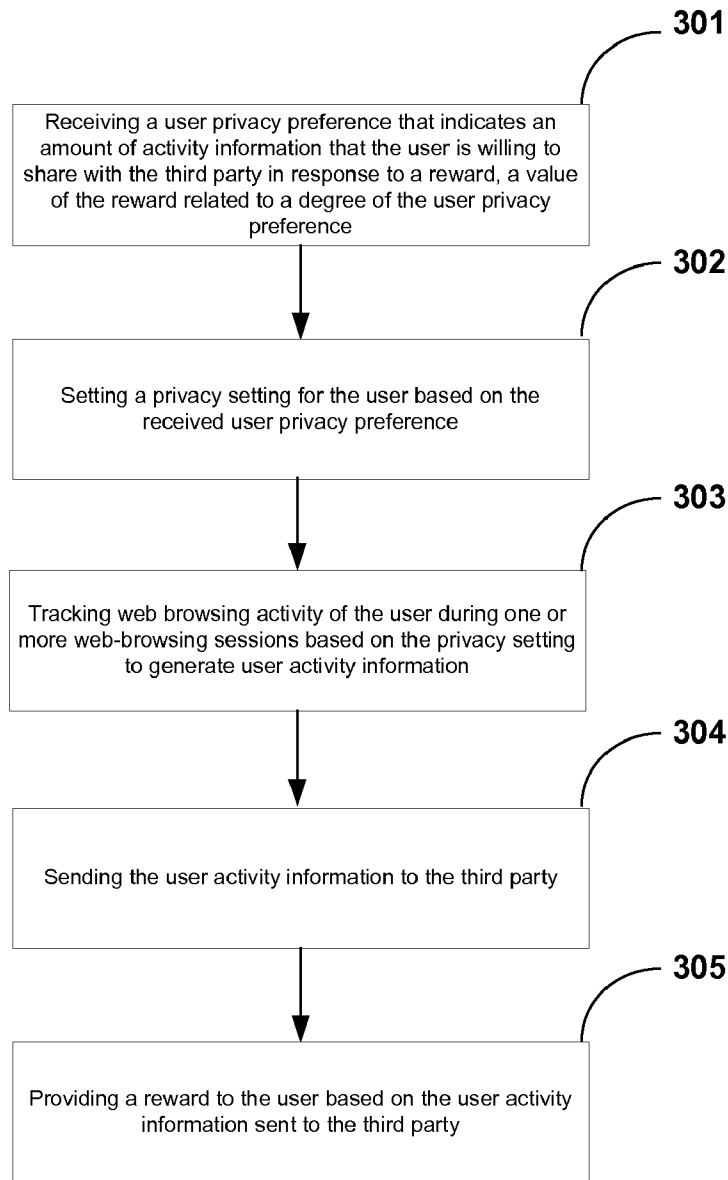 301
Receiving a user privacy preference that indicates an
amount of activity information that the user is willing to
share with the third party in response to a reward, a value
of the reward related to a degree of the user privacy
preference
302
Setting a privacy setting for the user based on the
received user privacy preference
303
Tracking web browsing activity of the user during one or
more web-browsing sessions based on the privacy setting
to generate user activity information
304
Sending the user activity information to the third party
305
Providing a reward to the user based on the user activity
information sent to the third party